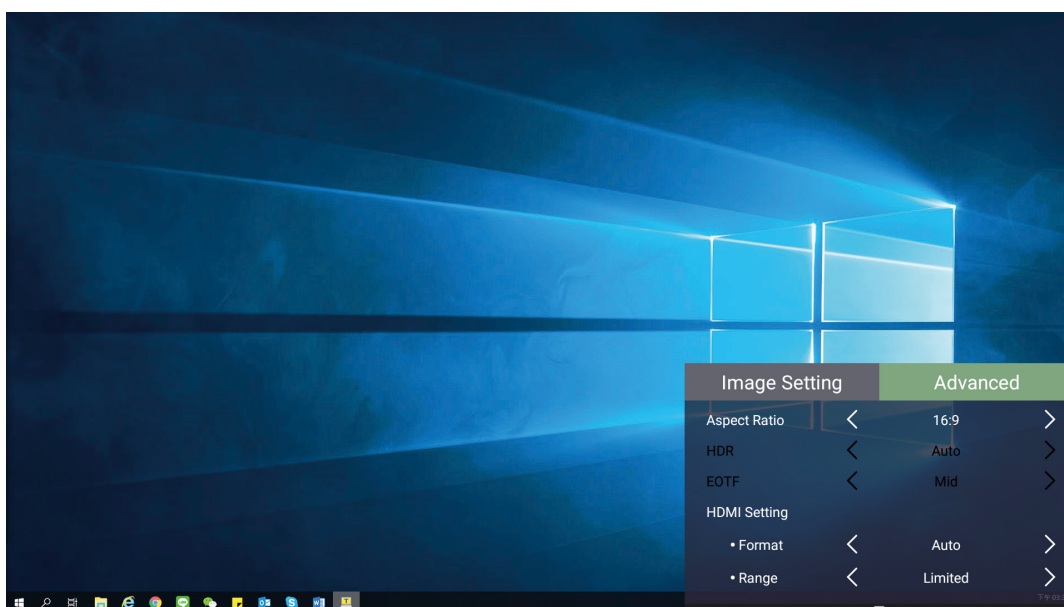 Image Setting Advanced
Aspect Ratio 16:9
HDR Auto
EOTF Mid
HDMI Setting
• Format Auto
• Range Limited